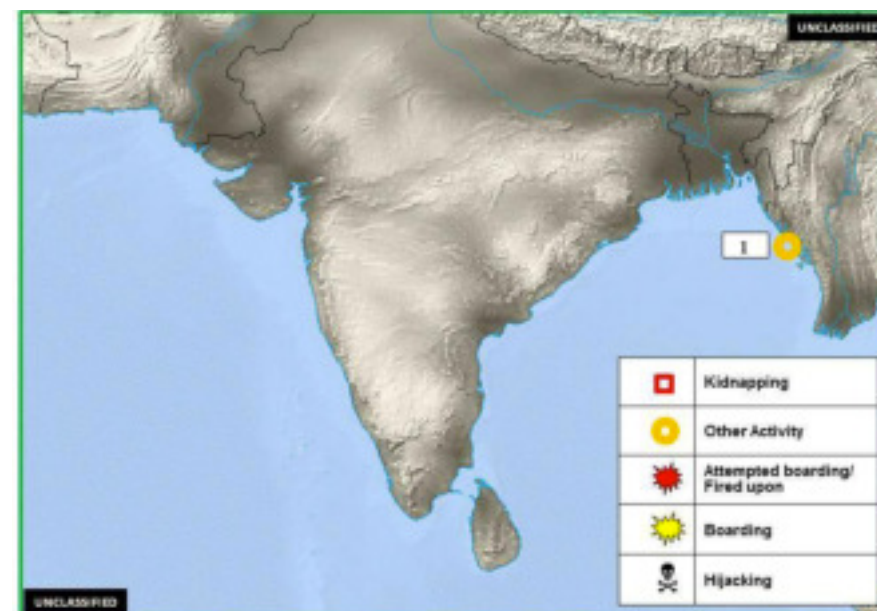 UNCLASSIFIED
1
Kidnapping
Other Activity
Attempted boarding/
Fired upon
Boarding
Hijacking
UNCLASSIFIED